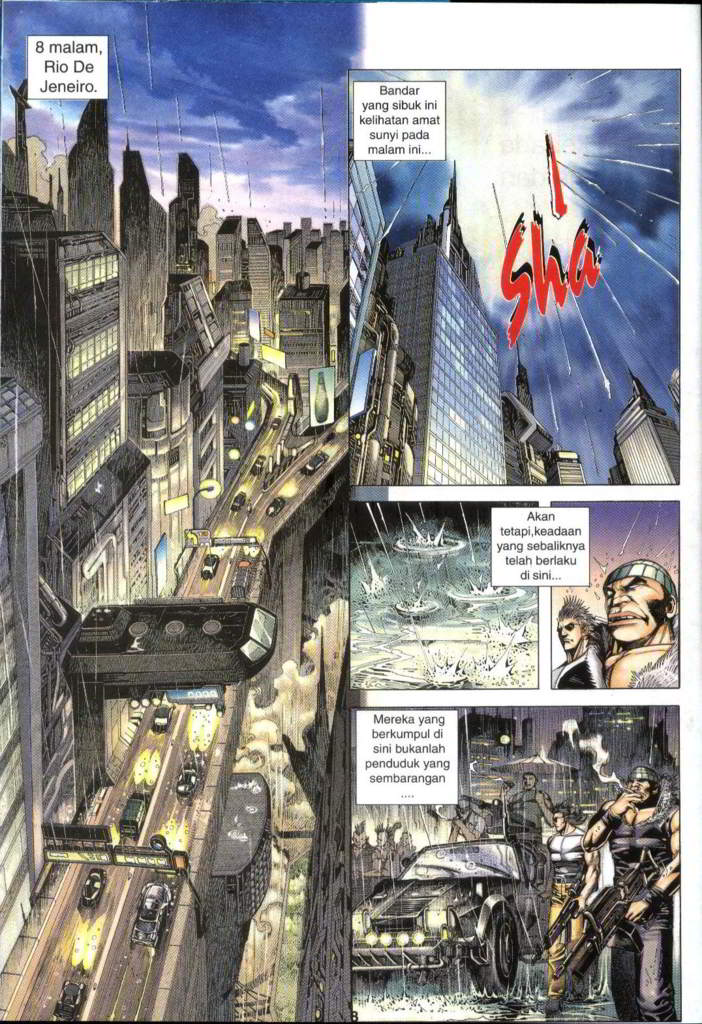 8 malam,
Rio De
Jeneiro.
Bandar
yang sibuk ini
kelihatan amat
sunyi pada
malam ini...
Sha
Akan
tetapi,keadaan
yang sebaliknya
telah berlaku
di sini...
Mereka yang
berkumpul di
sini bukanlah
penduduk yang
sembarangan
....